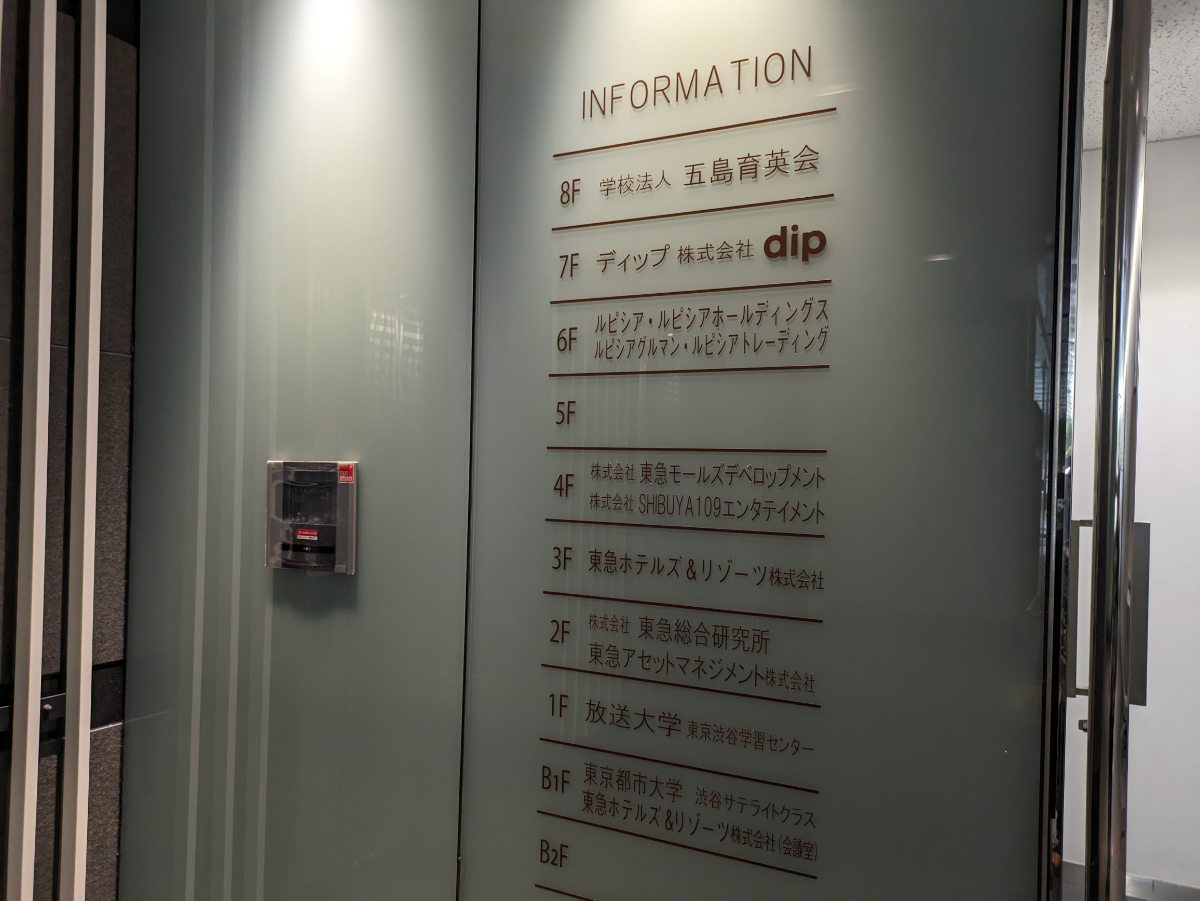 INFORMATION
8F 学校法人 五島育英会
7F ディップ 株式会社 dip
6F ルピシア・ルピシアホールディングス
ルピシアグルマン・ルピシアトレーディング
5F
4F 株式会社 東急モールズデベロップメント
株式会社 SHIBUYA109エンタテイメント
3F 東急ホテルズ&リゾーツ株式会社
2F 株式会社 東急総合研究所
東急アセットマネジメント株式会社
1F 放送大学 東京渋谷学習センター
B1F 東京都市大学 渋谷サテライトクラス
東急ホテルズ&リゾーツ株式会社(会議室)
B2F